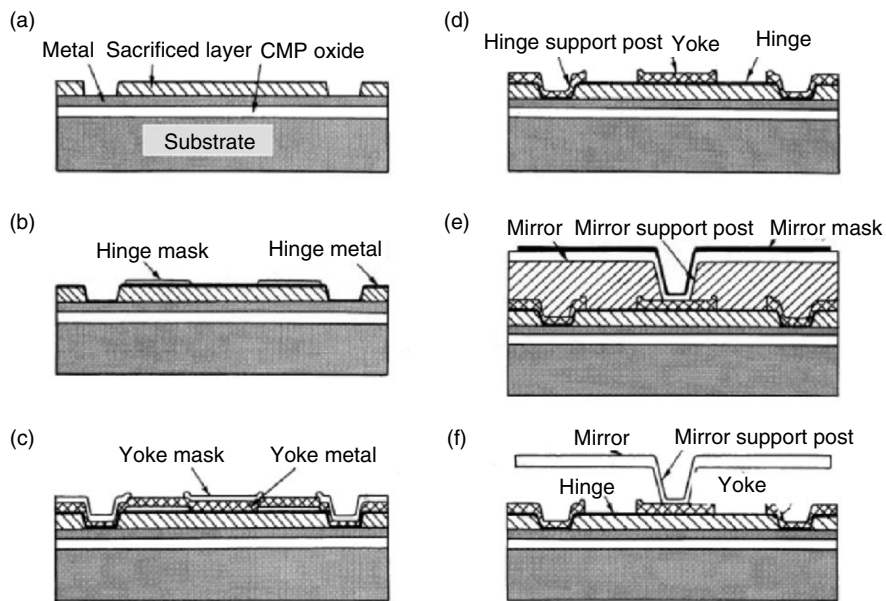 (a)
Metal Sacrificed layer CMP oxide
Substrate
(b)
Hinge mask Hinge metal
(c)
Yoke mask Yoke metal
(d)
Hinge support post Yoke Hinge
(e)
Mirror Mirror support post Mirror mask
(f)
Mirror Mirror support post
Hinge Yoke